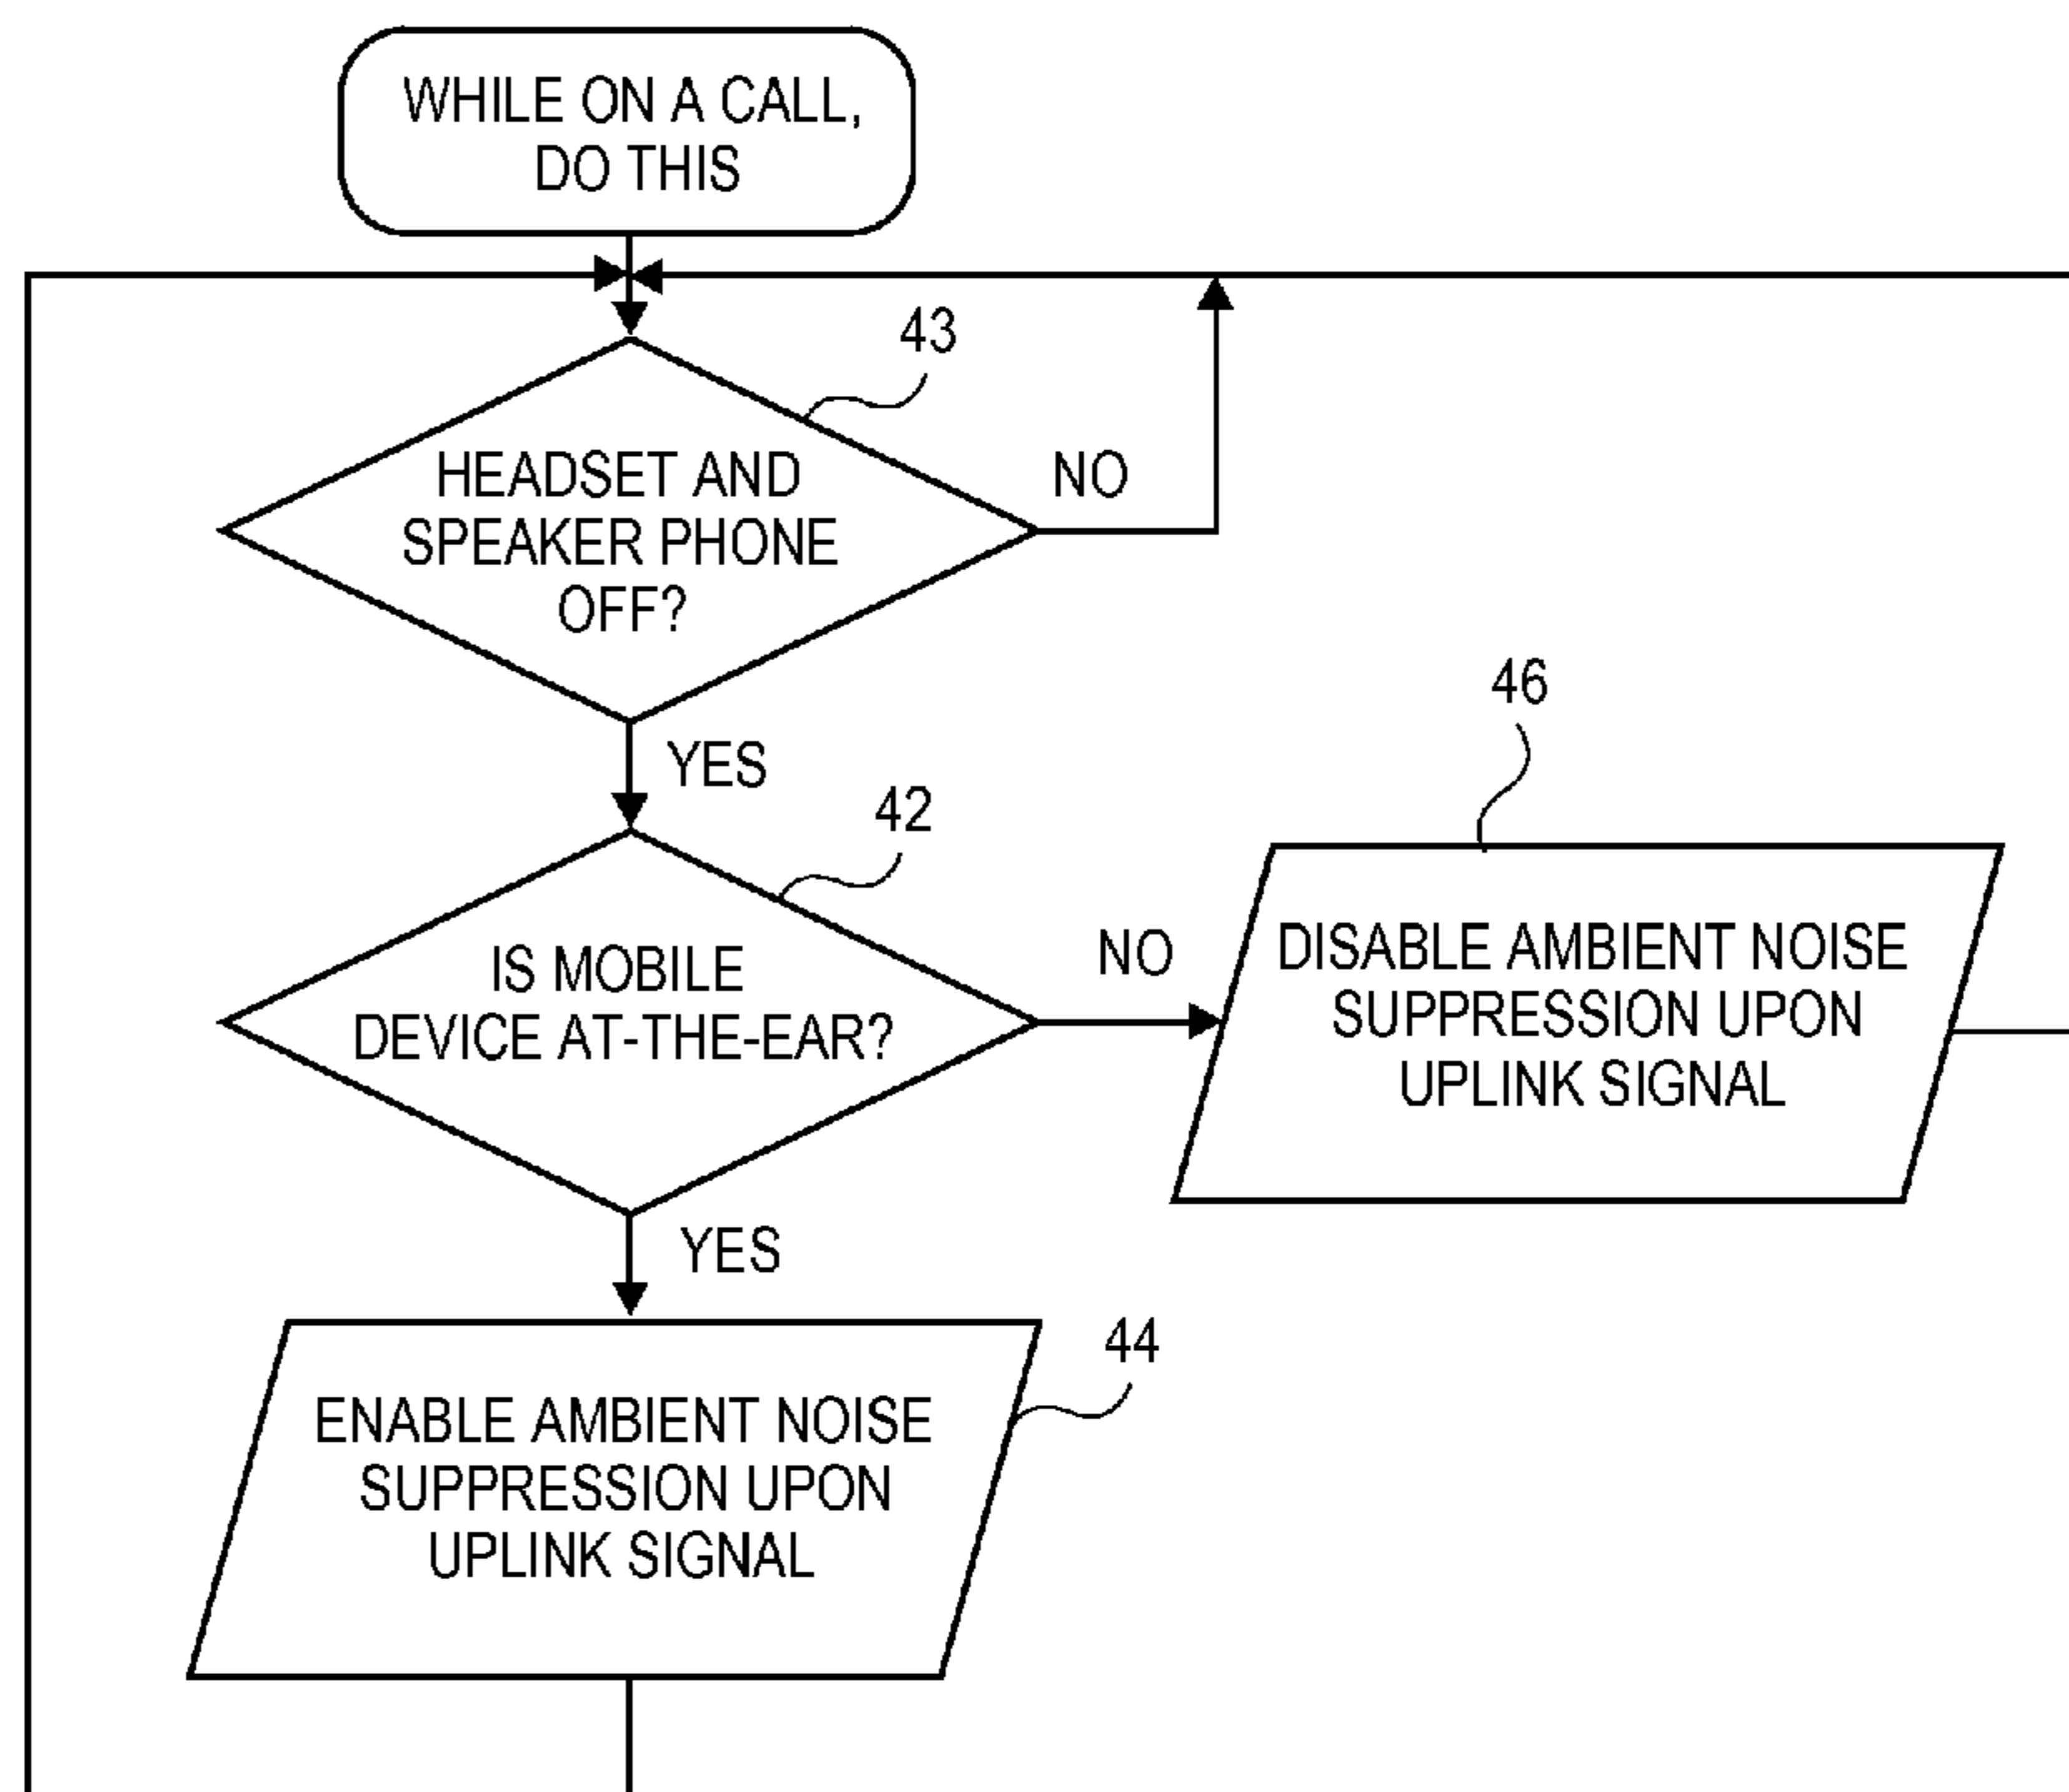 WHILE ON A CALL,
DO THIS
43
HEADSET AND
SPEAKER PHONE
OFF?
NO
YES
46
42
IS MOBILE
DEVICE AT-THE-EAR?
NO
DISABLE AMBIENT NOISE
SUPPRESSION UPON
UPLINK SIGNAL
YES
44
ENABLE AMBIENT NOISE
SUPPRESSION UPON
UPLINK SIGNAL